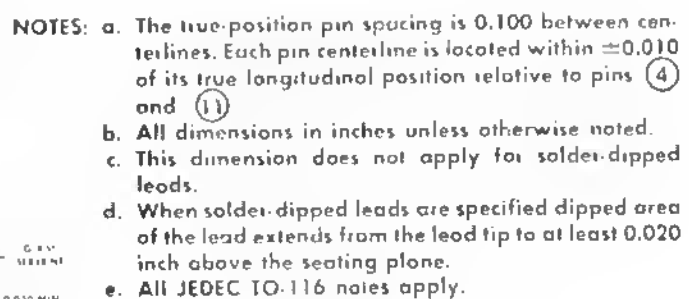 NOTES: a. The true-position pin spacing is 0.100 between cen-
terlines. Each pin centerline is located within ±0.010
of its true longitudinal position relative to pins ④
and ⑪
b. All dimensions in inches unless otherwise noted.
c. This dimension does not apply for solder-dipped
leads.
d. When solder-dipped leads are specified dipped area
of the lead extends from the lead tip to at least 0.020
inch above the seating plane.
e. All JEDEC TO-116 notes apply.